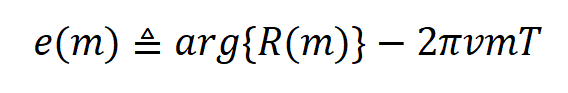 e(m) ≜ arg{R(m)} − 2πνmT